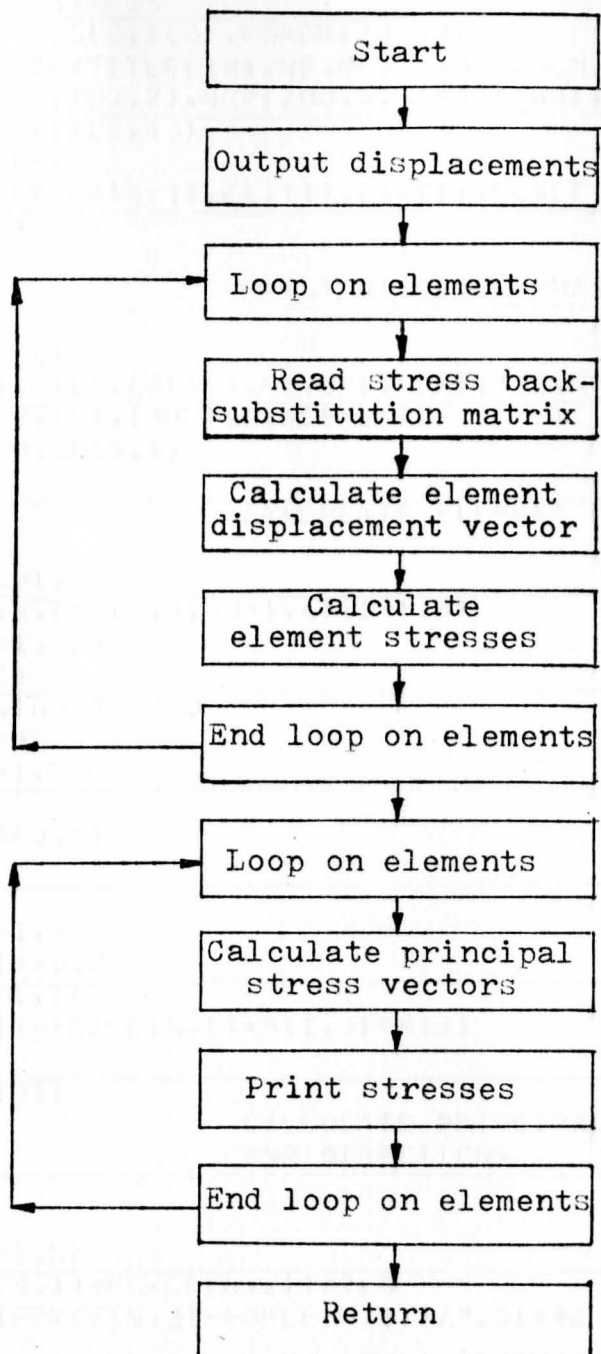 Start
Output displacements
Loop on elements
Read stress back-
substitution matrix
Calculate element
displacement vector
Calculate
element stresses
End loop on elements
Loop on elements
Calculate principal
stress vectors
Print stresses
End loop on elements
Return